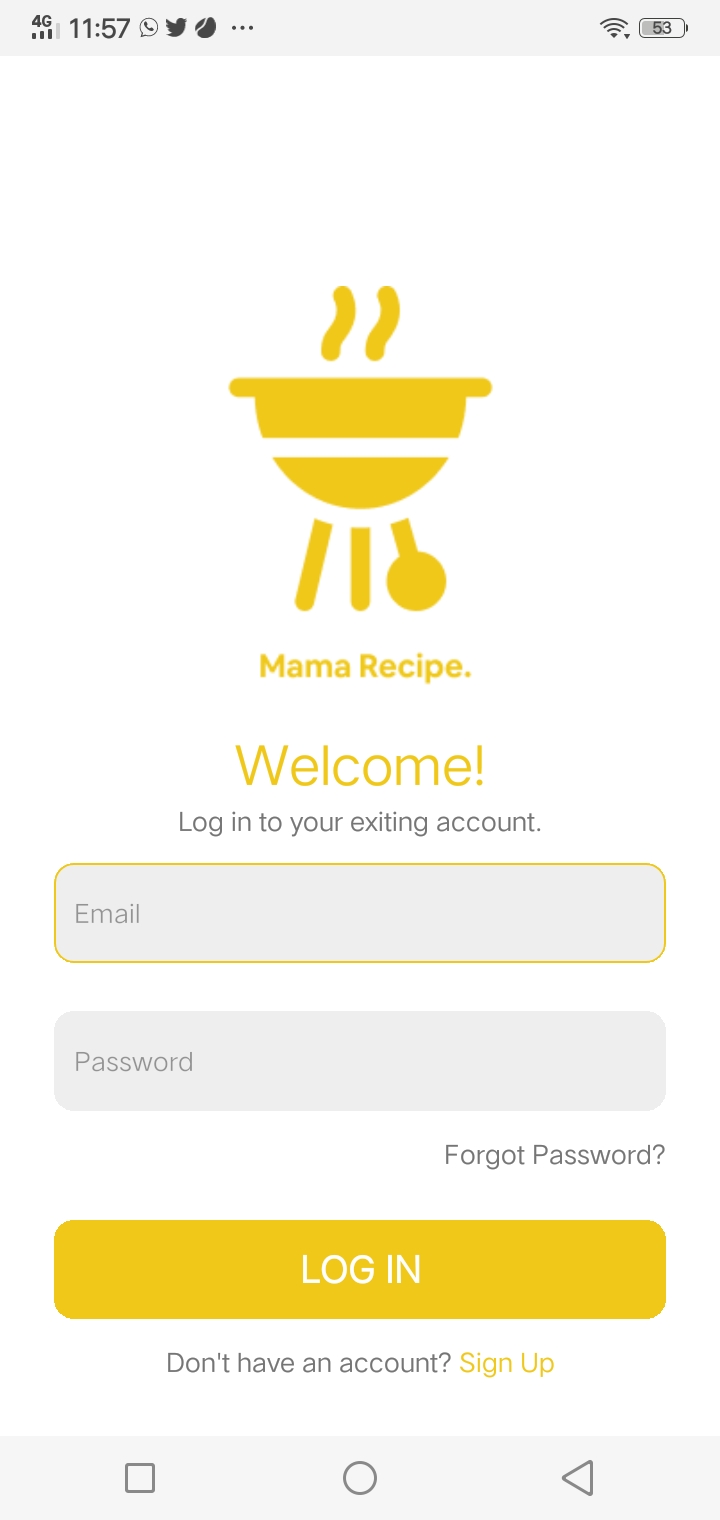 4G 11:57 53
Mama Recipe.
Welcome!
Log in to your exiting account.
Email
Password
Forgot Password?
LOG IN
Don't have an account? Sign Up